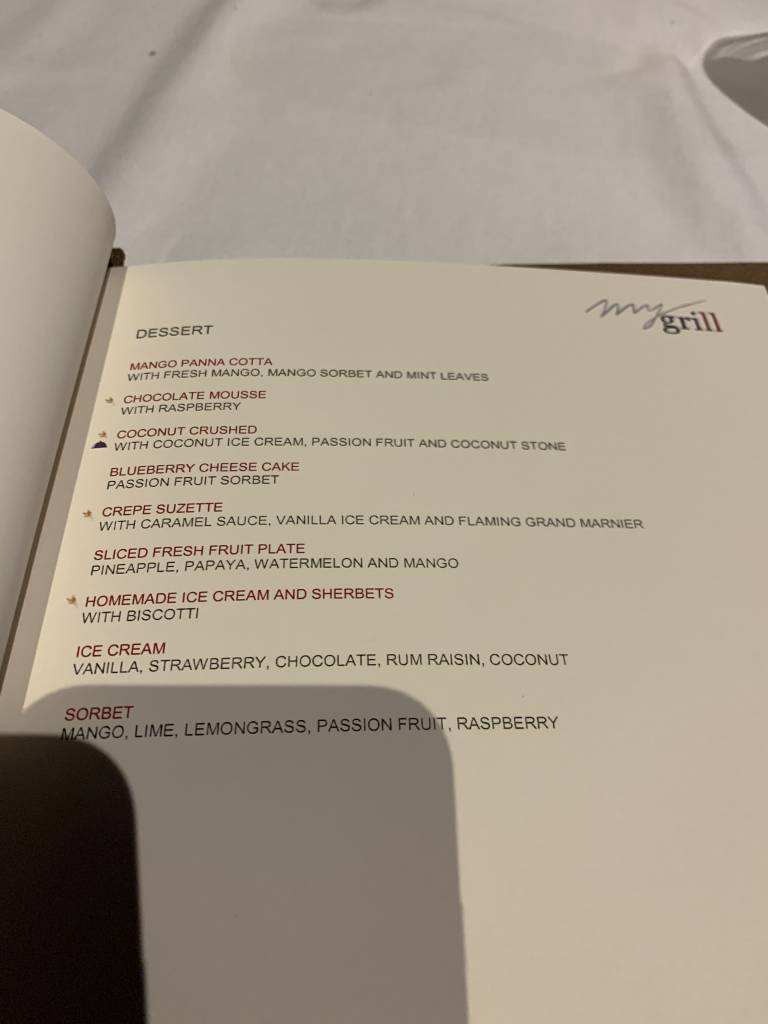 my grill
DESSERT
MANGO PANNA COTTA
WITH FRESH MANGO, MANGO SORBET AND MINT LEAVES
CHOCOLATE MOUSSE
WITH RASPBERRY
COCONUT CRUSHED
WITH COCONUT ICE CREAM, PASSION FRUIT AND COCONUT STONE
BLUEBERRY CHEESE CAKE
PASSION FRUIT SORBET
CREPE SUZETTE
WITH CARAMEL SAUCE, VANILLA ICE CREAM AND FLAMING GRAND MARNIER
SLICED FRESH FRUIT PLATE
PINEAPPLE, PAPAYA, WATERMELON AND MANGO
HOMEMADE ICE CREAM AND SHERBETS
WITH BISCOTTI
ICE CREAM
VANILLA, STRAWBERRY, CHOCOLATE, RUM RAISIN, COCONUT
SORBET
MANGO, LIME, LEMONGRASS, PASSION FRUIT, RASPBERRY